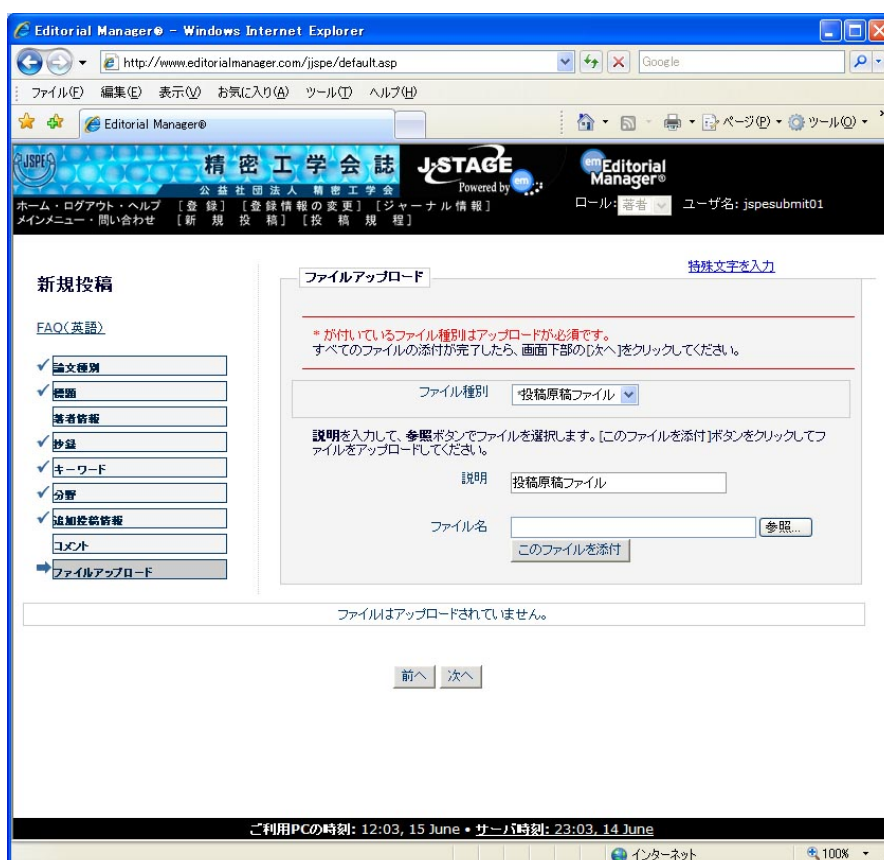 Editorial Manager® - Windows Internet Explorer
http://www.editorialmanager.com/jjspe/default.asp
Google
ファイル(F) 編集(E) 表示(V) お気に入り(A) ツール(T) ヘルプ(H)
Editorial Manager®
ページ(P) ツール(O)
JSPE 精密工学会誌 J-STAGE em Editorial Manager®
公益社団法人 精密工学会 Powered by em
ホーム・ログアウト・ヘルプ [登録] [登録情報の変更] [ジャーナル情報] ロール: 著者 ユーザ名: jspesubmit01
メインメニュー・問い合わせ [新規投稿] [投稿規程]
特殊文字を入力
新規投稿
ファイルアップロード
FAQ(英語)
* が付いているファイル種別はアップロードが必須です。
すべてのファイルの添付が完了したら、画面下部の[次へ]をクリックしてください。
論文種別
標題
著者情報
抄録
キーワード
分野
追加投稿情報
コメント
ファイルアップロード
ファイル種別 *投稿原稿ファイル
説明を入力して、参照ボタンでファイルを選択します。[このファイルを添付]ボタンをクリックしてフ
ァイルをアップロードしてください。
説明 投稿原稿ファイル
ファイル名 参照...
このファイルを添付
ファイルはアップロードされていません。
前へ 次へ
ご利用PCの時刻: 12:03, 15 June • サーバ時刻: 23:03, 14 June
インターネット 100%